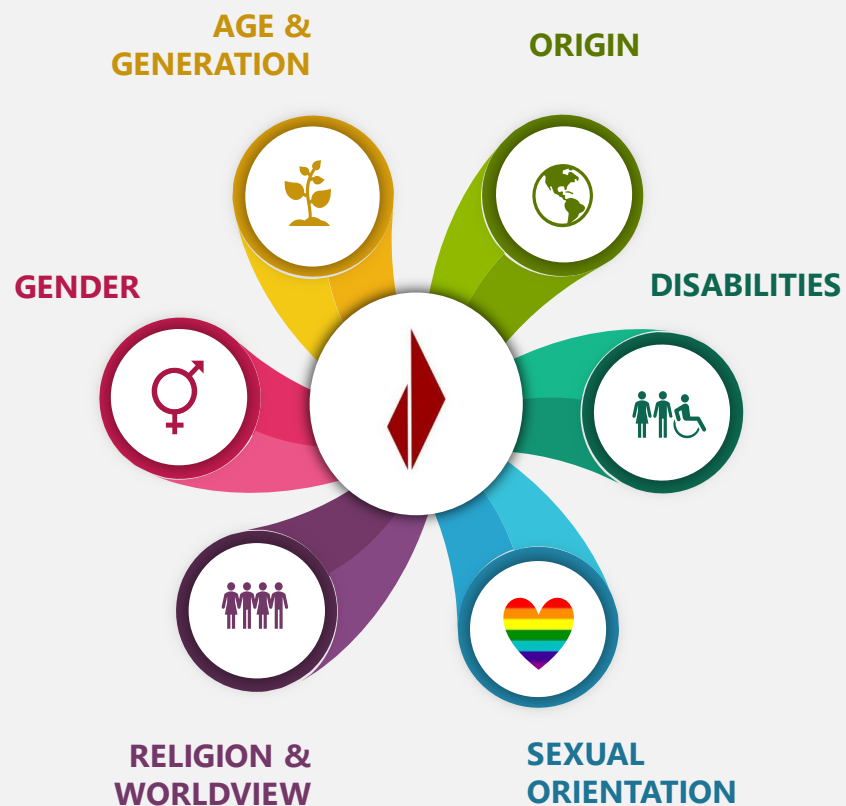 AGE &
GENERATION
ORIGIN
GENDER
DISABILITIES
RELIGION &
WORLDVIEW
SEXUAL
ORIENTATION